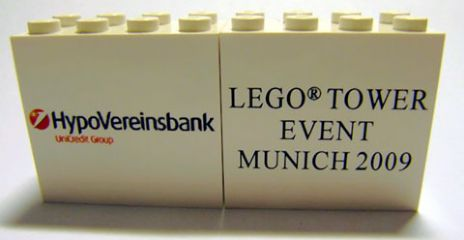 HypoVereinsbank
UniCredit Group
LEGO® TOWER
EVENT
MUNICH 2009